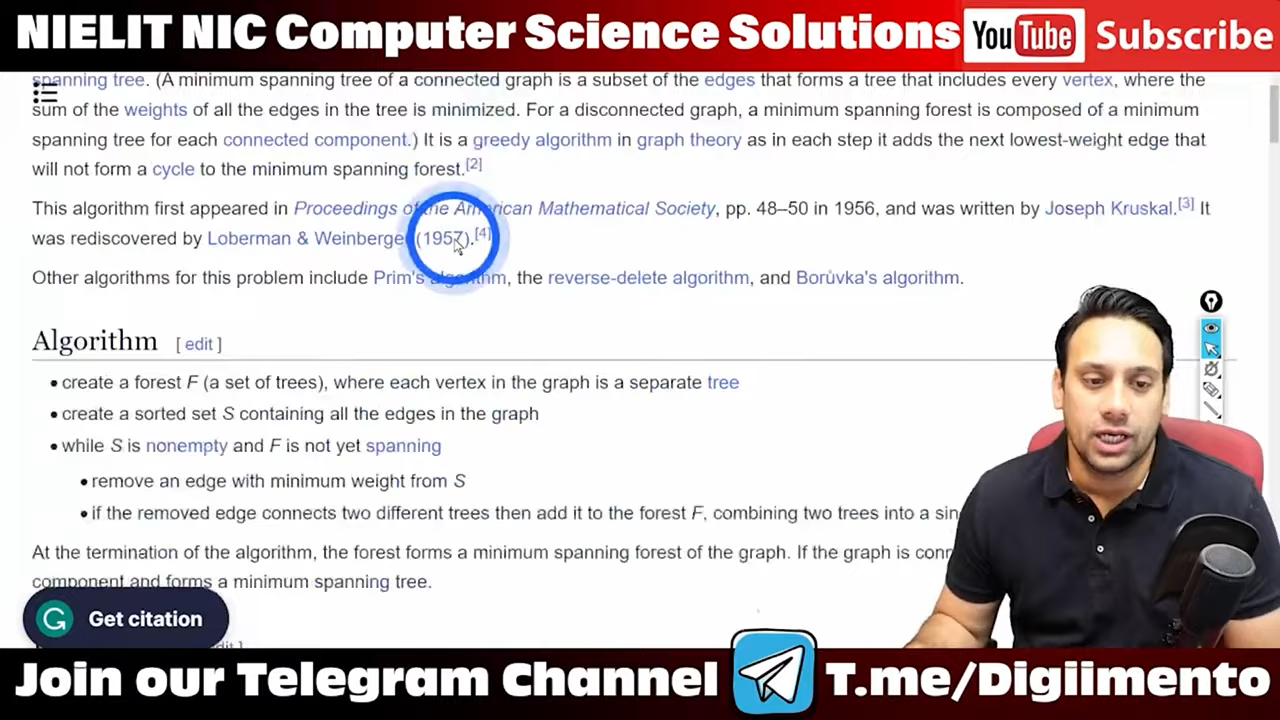 NIELIT NIC Computer Science Solutions YouTube Subscribe
spanning tree. (A minimum spanning tree of a connected graph is a subset of the edges that forms a tree that includes every vertex, where the
sum of the weights of all the edges in the tree is minimized. For a disconnected graph, a minimum spanning forest is composed of a minimum
spanning tree for each connected component.) It is a greedy algorithm in graph theory as in each step it adds the next lowest-weight edge that
will not form a cycle to the minimum spanning forest.[2]
This algorithm first appeared in Proceedings of the American Mathematical Society, pp. 48–50 in 1956, and was written by Joseph Kruskal.[3] It
was rediscovered by Loberman & Weinberger (1957).[4]
Other algorithms for this problem include Prim's algorithm, the reverse-delete algorithm, and Borůvka's algorithm.
Algorithm [ edit ]
• create a forest F (a set of trees), where each vertex in the graph is a separate tree
• create a sorted set S containing all the edges in the graph
• while S is nonempty and F is not yet spanning
• remove an edge with minimum weight from S
• if the removed edge connects two different trees then add it to the forest F, combining two trees into a
At the termination of the algorithm, the forest forms a minimum spanning forest of the graph. If the graph is
component and forms a minimum spanning tree.
Get citation
Join our Telegram Channel T.me/Digiimento